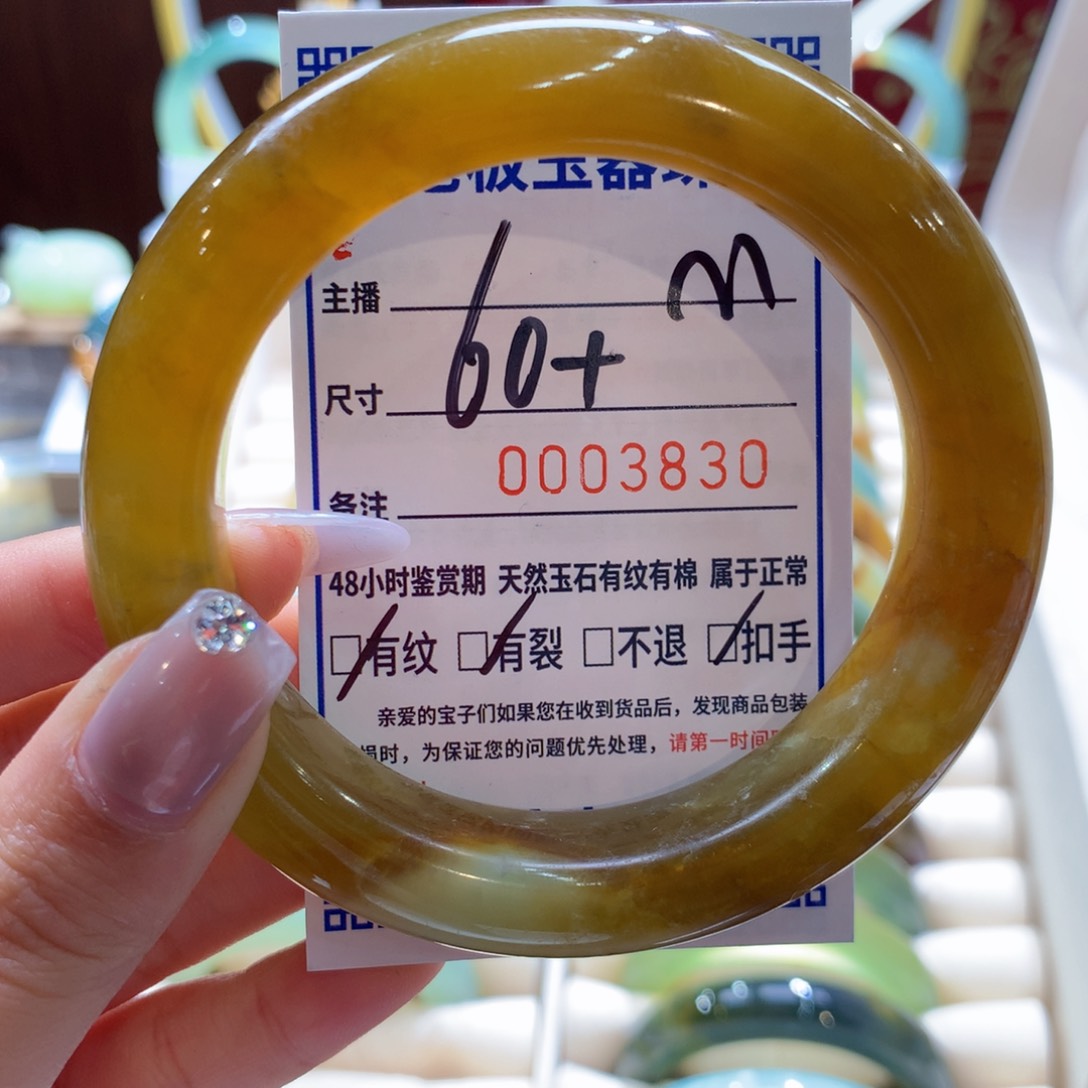 板玉器珠
主播 m
尺寸 60+
0003830
备注
48小时鉴赏期 天然玉石有纹有棉 属于正常
☑有纹 ☑有裂 □不退 ☑扣手
亲爱的宝子们如果您在收到货品后，发现商品包装
损时，为保证您的问题优先处理，请第一时间